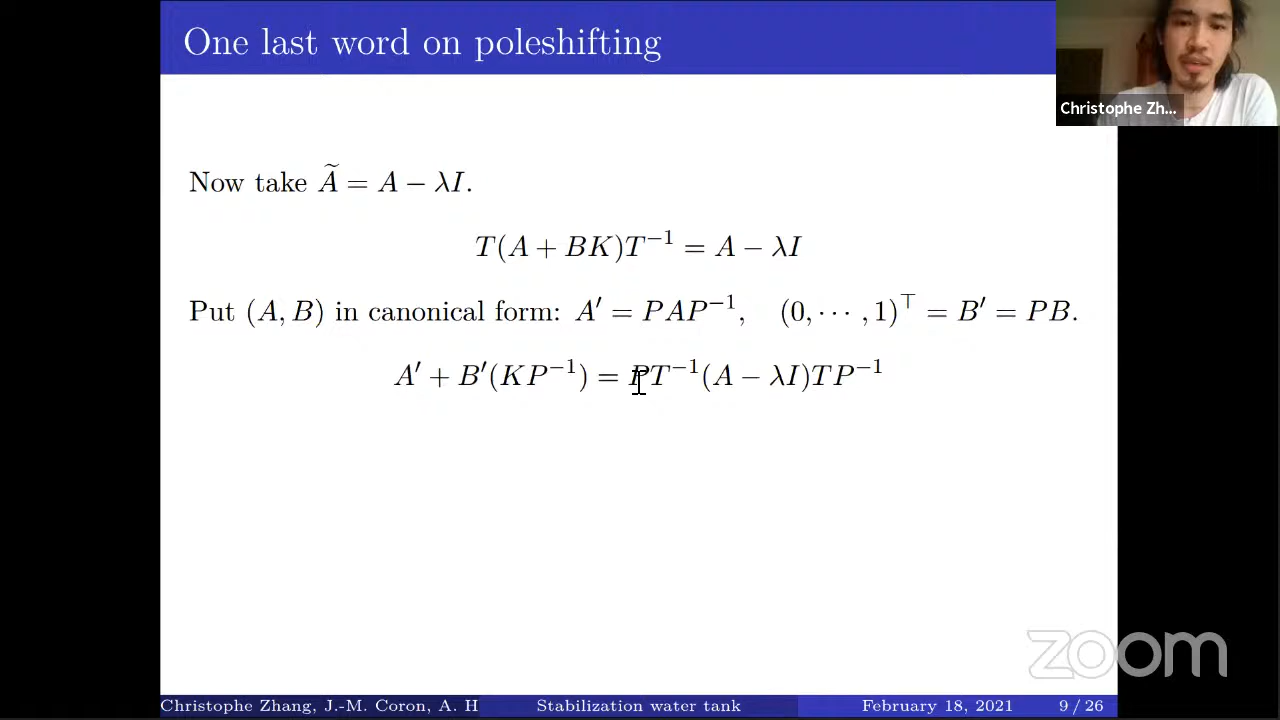 One last word on poleshifting
Christophe Zh...
Now take Ã = A − λI.
T(A + BK)T⁻¹ = A − λI
Put (A, B) in canonical form: A′ = PAP⁻¹, (0, ⋯ , 1)⊤ = B′ = PB.
A′ + B′(KP⁻¹) = PT⁻¹(A − λI)TP⁻¹
zoom
Christophe Zhang, J.-M. Coron, A. H Stabilization water tank February 18, 2021 9 / 26